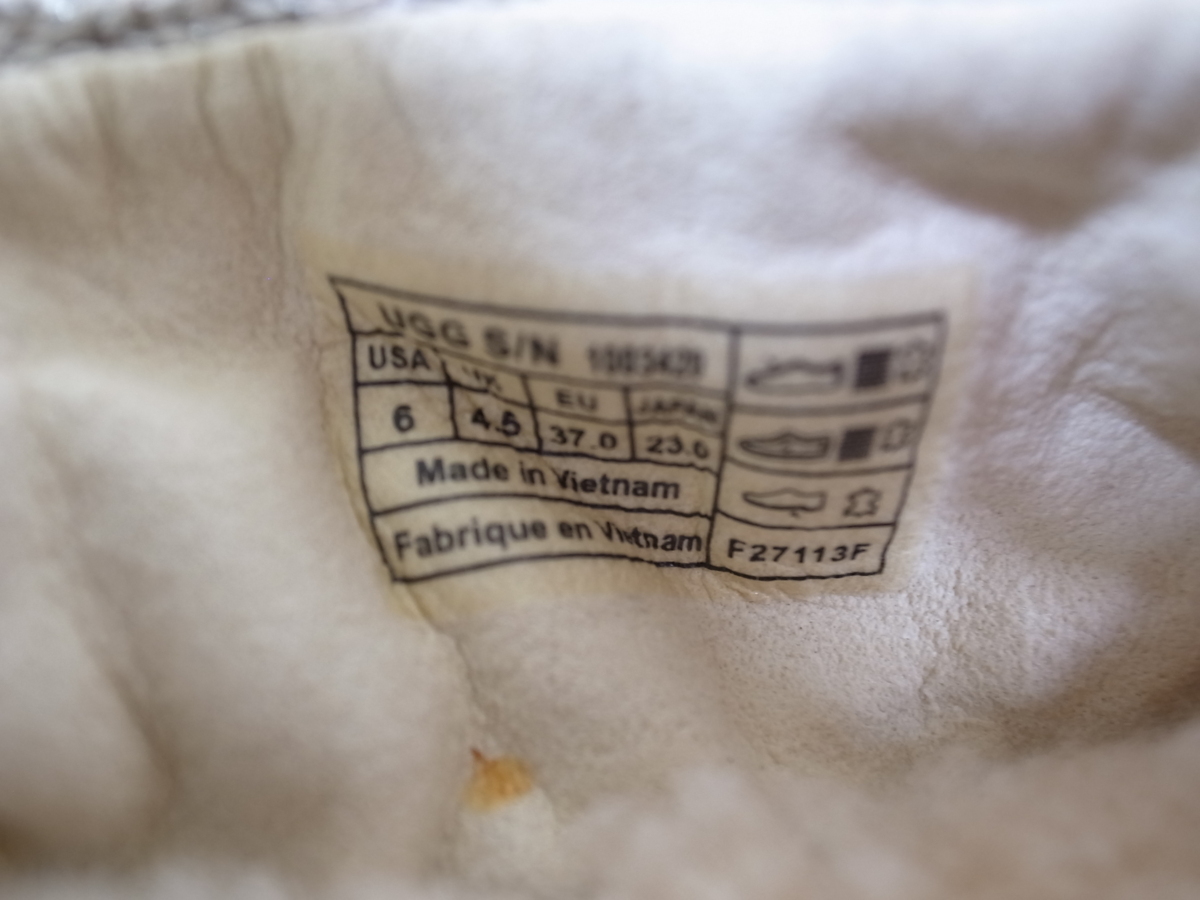 UGG S/N
USA UK EU JAPAN
6 4.5 37.0 23.0
Made in Vietnam
Fabrique en Vietnam
F27113F